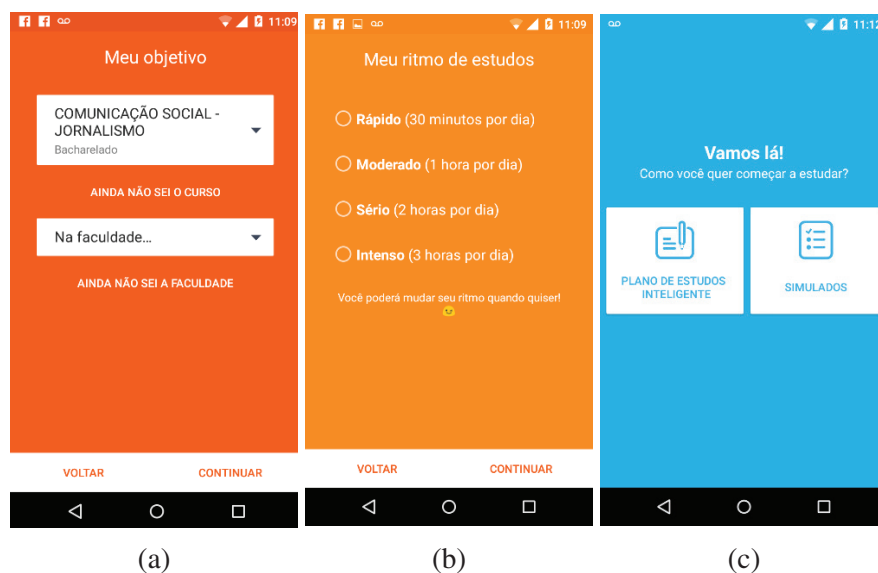 11:09
Meu objetivo
COMUNICAÇÃO SOCIAL -
JORNALISMO
Bacharelado
AINDA NÃO SEI O CURSO
Na faculdade...
AINDA NÃO SEI A FACULDADE
VOLTAR CONTINUAR
(a)
11:09
Meu ritmo de estudos
Rápido (30 minutos por dia)
Moderado (1 hora por dia)
Sério (2 horas por dia)
Intenso (3 horas por dia)
Você poderá mudar seu ritmo quando quiser!
VOLTAR CONTINUAR
(b)
11:12
Vamos lá!
Como você quer começar a estudar?
PLANO DE ESTUDOS
INTELIGENTE
SIMULADOS
(c)